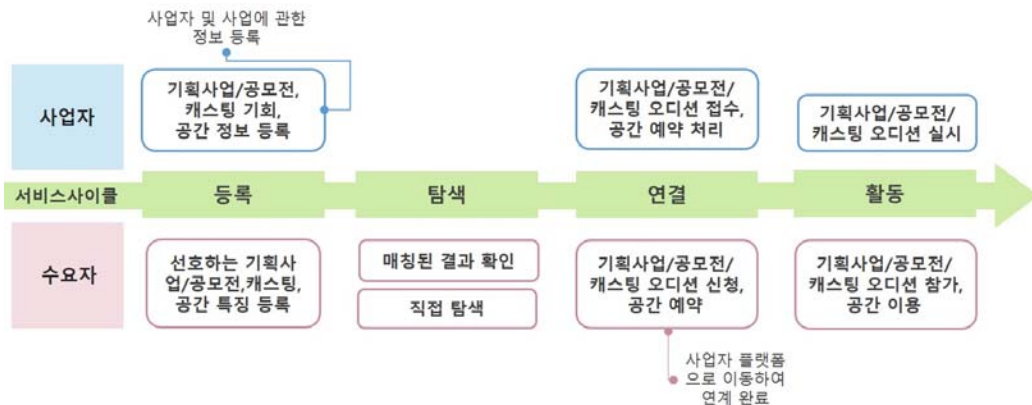 사업자 및 사업에 관한
정보 등록
사업자
기획사업/공모전,
캐스팅 기회,
공간 정보 등록
기획사업/공모전/
캐스팅 오디션 접수,
공간 예약 처리
기획사업/공모전/
캐스팅 오디션 실시
서비스사이클
등록
탐색
연결
활동
수요자
선호하는 기획사
업/공모전,캐스팅,
공간 특징 등록
매칭된 결과 확인
직접 탐색
기획사업/공모전/
캐스팅 오디션 신청,
공간 예약
기획사업/공모전/
캐스팅 오디션 참가,
공간 이용
사업자 플랫폼
으로 이동하여
연계 완료